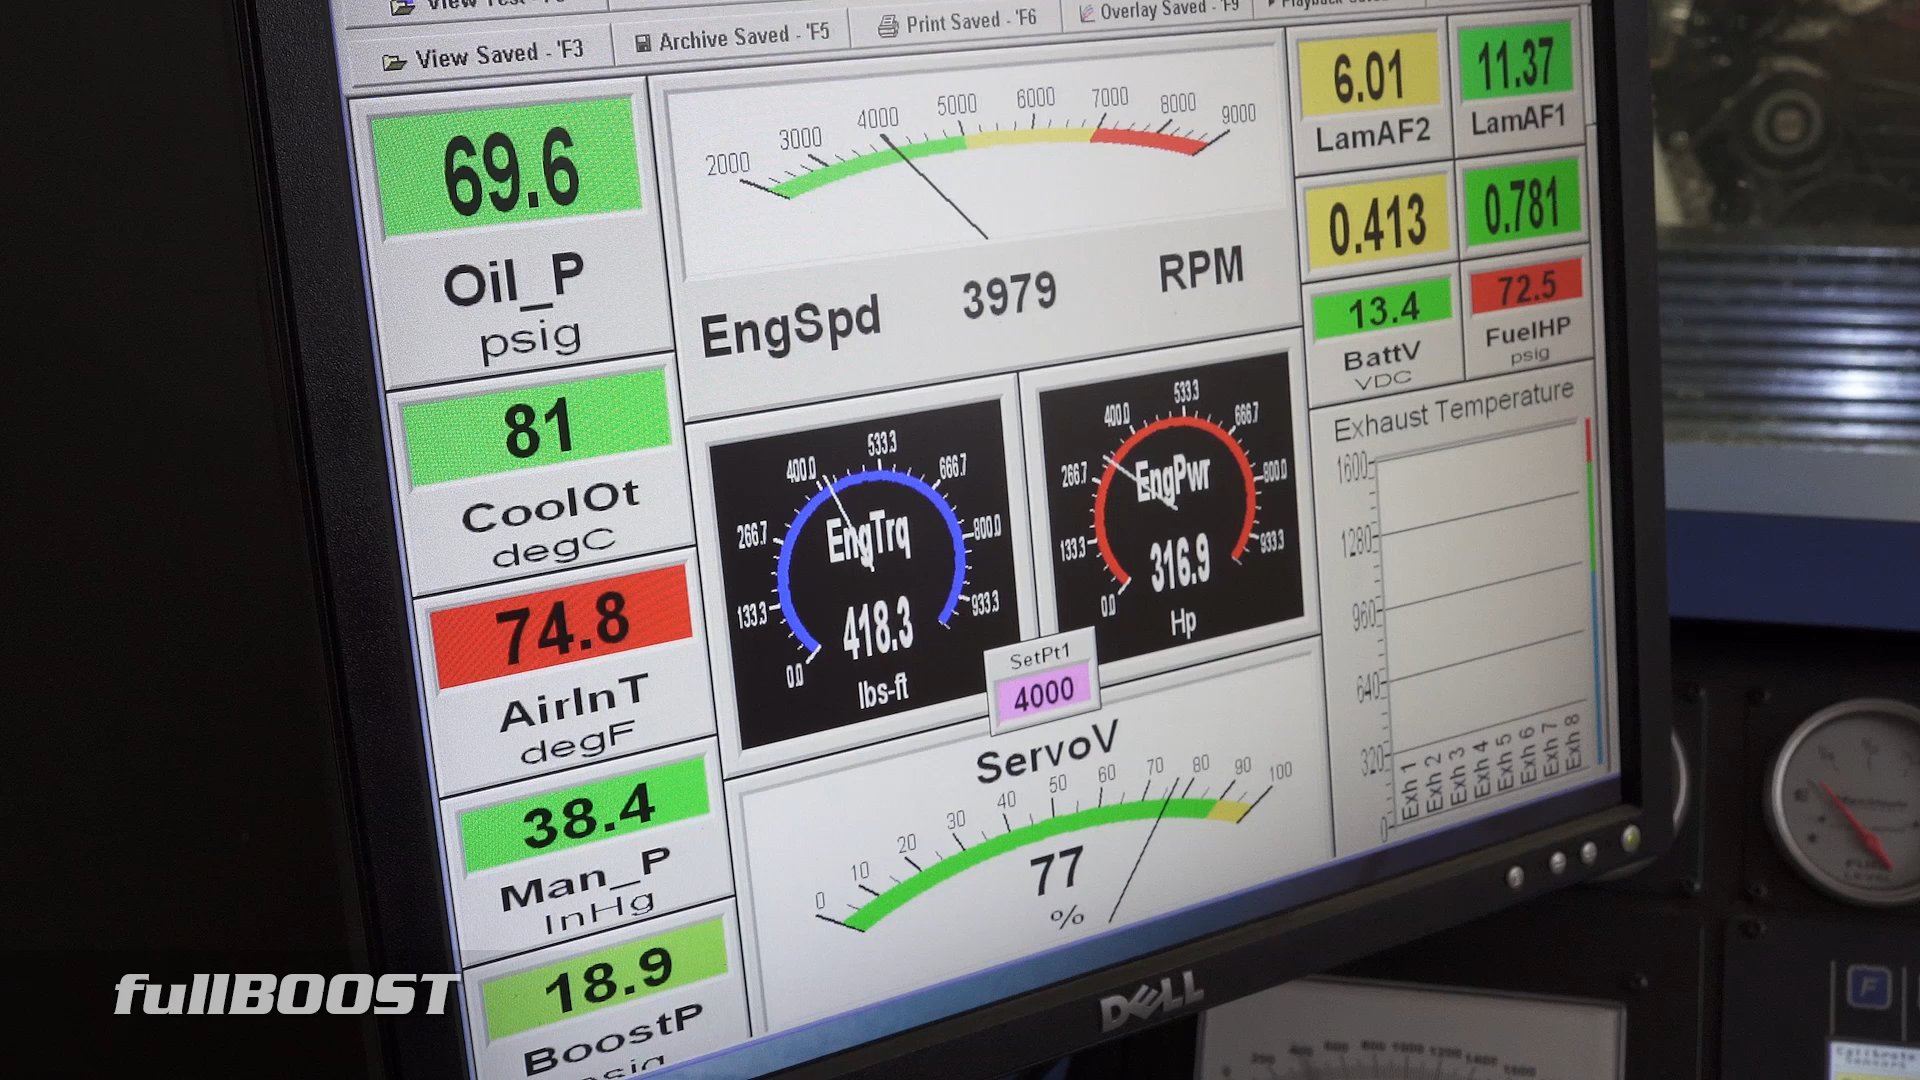 View Saved - 'F3
Archive Saved - 'F5
Print Saved - 'F6
Overlay Saved - 'F9
69.6
Oil_P
psig
81
CoolOt
degC
74.8
AirInT
degF
38.4
Man_P
InHg
18.9
BoostP
2000 3000 4000 5000 6000 7000 8000 9000
EngSpd 3979 RPM
0.0 133.3 266.7 400.0 533.3 666.7 800.0 933.3
EngTrq
418.3
lbs-ft
0.0 133.3 266.7 400.0 533.3 666.7 800.0 933.3
EngPwr
316.9
Hp
SetPt1
4000
ServoV
0 10 20 30 40 50 60 70 80 90 100
77
%
6.01
LamAF2
11.37
LamAF1
0.413
0.781
13.4
BattV
VDC
72.5
FuelHP
psig
Exhaust Temperature
1600
1280
960
640
320
0
Exh 1
Exh 2
Exh 3
Exh 4
Exh 5
Exh 6
Exh 7
Exh 8
DELL
F
fullBOOST